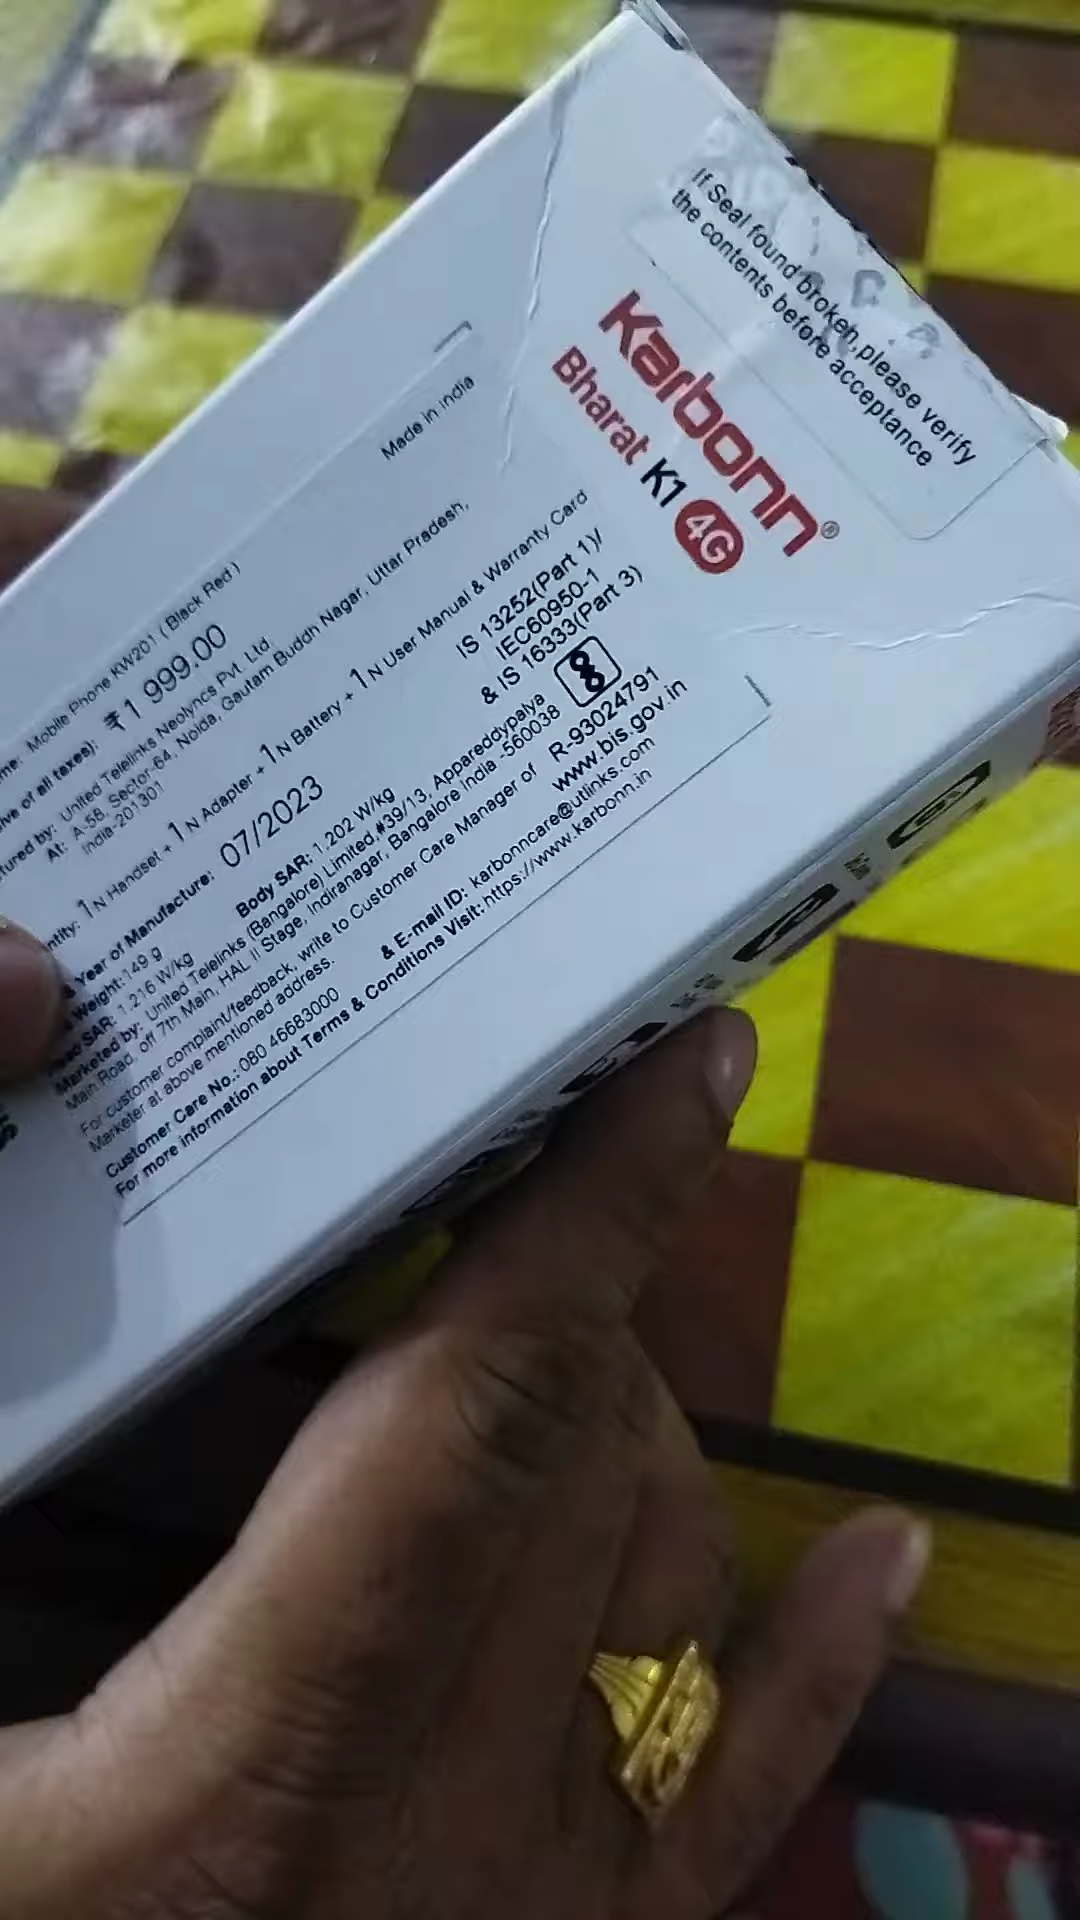 If Seal found broken,please verify
the contents before acceptance
Karbonn®
Bharat K1 4G
Made in India
Mobile Phone KW201 ( Black Red )
of all taxes): ₹1 999.00
by: United Telelinks Neolyncs Pvt. Ltd.
At: A-58, Sector-64, Noida, Gautam Buddh Nagar, Uttar Pradesh,
India-201301
1N Handset + 1N Adapter + 1N Battery + 1N User Manual & Warranty Card
Year of Manufacture: 07/2023
IS 13252(Part 1)/
IEC60950-1
& IS 16333(Part 3)
R-93024791
www.bis.gov.in
Weight: 149 g
SAR: 1.216 W/kg Body SAR: 1.202 W/kg
Marketed by: United Telelinks (Bangalore) Limited,#39/13, Appareddypalya
Main Road, off 7th Main, HAL II Stage, Indiranagar, Bangalore India -560038
For customer complaint/feedback, write to Customer Care Manager of
Marketer at above mentioned address.
Customer Care No.: 080 46683000 & E-mail ID: karbonncare@utlinks.com
For more information about Terms & Conditions Visit: https://www.karbonn.in